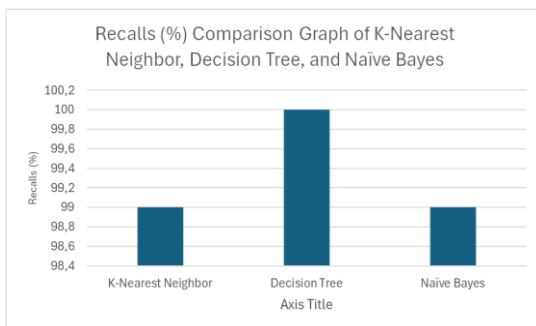 Recalls (%) Comparison Graph of K-Nearest
Neighbor, Decision Tree, and Naïve Bayes
Recalls (%)
100,2
100
99,8
99,6
99,4
99,2
99
98,8
98,6
98,4
K-Nearest Neighbor
Decision Tree
Naïve Bayes
Axis Title